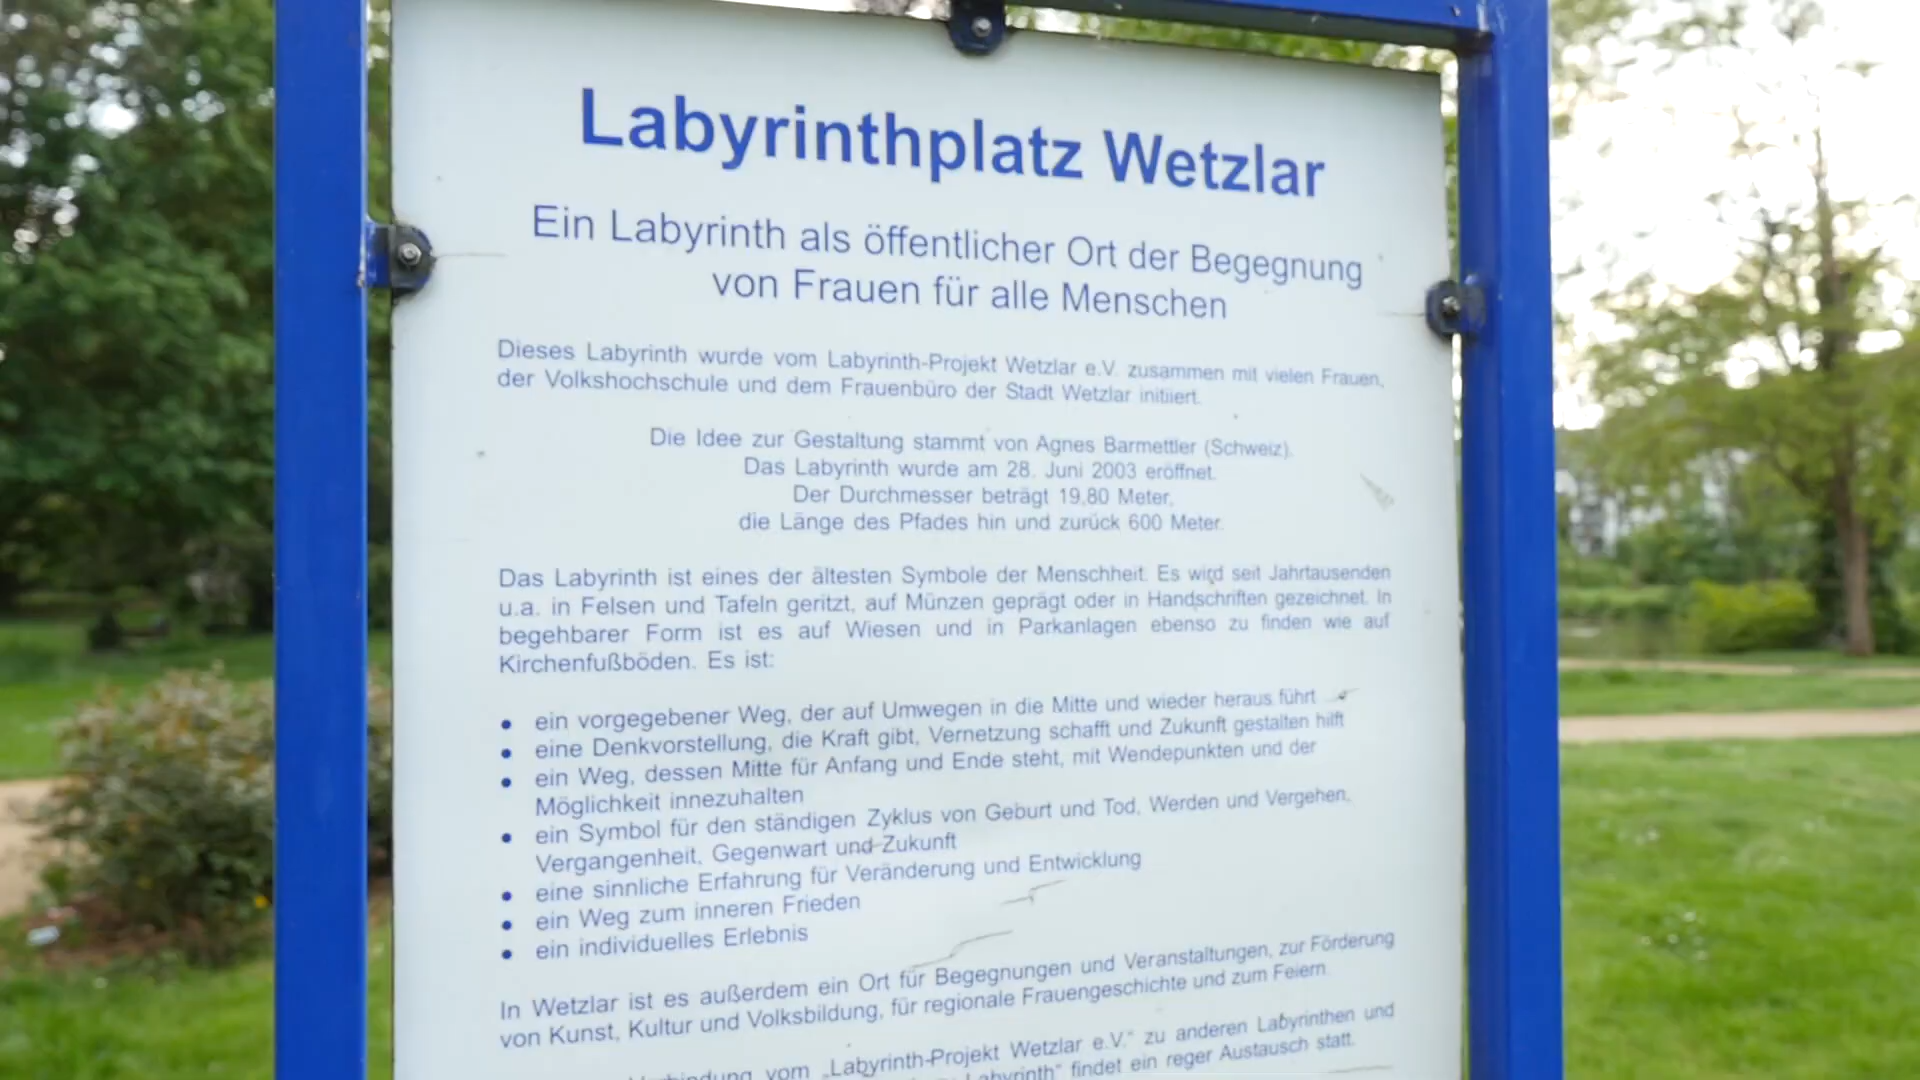 Labyrinthplatz Wetzlar
Ein Labyrinth als öffentlicher Ort der Begegnung
von Frauen für alle Menschen
Dieses Labyrinth wurde vom Labyrinth-Projekt Wetzlar e.V. zusammen mit vielen Frauen,
der Volkshochschule und dem Frauenbüro der Stadt Wetzlar initiiert.
Die Idee zur Gestaltung stammt von Agnes Barmettler (Schweiz).
Das Labyrinth wurde am 28. Juni 2003 eröffnet.
Der Durchmesser beträgt 19,80 Meter,
die Länge des Pfades hin und zurück 600 Meter.
Das Labyrinth ist eines der ältesten Symbole der Menschheit. Es wird seit Jahrtausenden
u.a. in Felsen und Tafeln geritzt, auf Münzen geprägt oder in Handschriften gezeichnet. In
begehbarer Form ist es auf Wiesen und in Parkanlagen ebenso zu finden wie auf
Kirchenfußböden. Es ist:
• ein vorgegebener Weg, der auf Umwegen in die Mitte und wieder heraus führt
• eine Denkvorstellung, die Kraft gibt, Vernetzung schafft und Zukunft gestalten hilft
• ein Weg, dessen Mitte für Anfang und Ende steht, mit Wendepunkten und der
Möglichkeit innezuhalten
• ein Symbol für den ständigen Zyklus von Geburt und Tod, Werden und Vergehen,
Vergangenheit, Gegenwart und Zukunft
• eine sinnliche Erfahrung für Veränderung und Entwicklung
• ein Weg zum inneren Frieden
• ein individuelles Erlebnis
In Wetzlar ist es außerdem ein Ort für Begegnungen und Veranstaltungen, zur Förderung
von Kunst, Kultur und Volksbildung, für regionale Frauengeschichte und zum Feiern.
vom „Labyrinth-Projekt Wetzlar e.V." zu anderen Labyrinthen und
Labyrinth" findet ein reger Austausch statt.